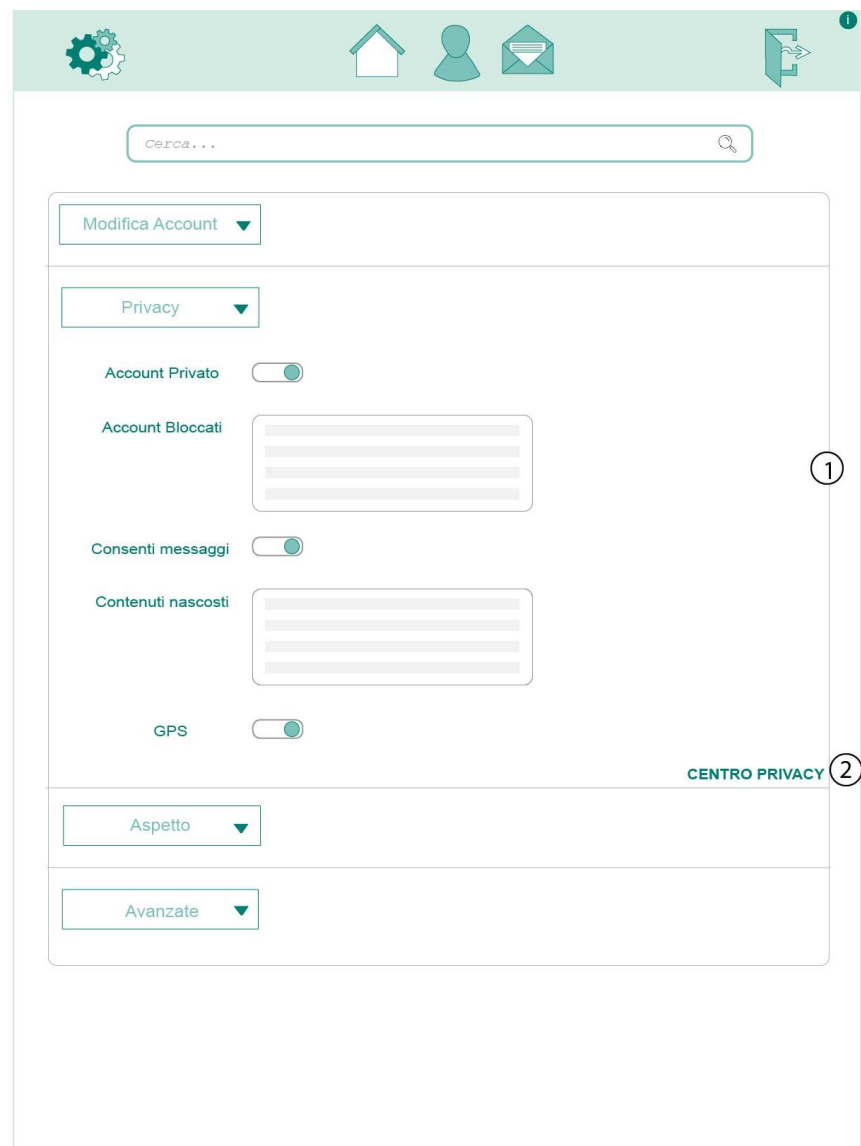 i
Cerca...
Modifica Account
Privacy
Account Privato
Account Bloccati
1
Consenti messaggi
Contenuti nascosti
GPS
CENTRO PRIVACY 2
Aspetto
Avanzate